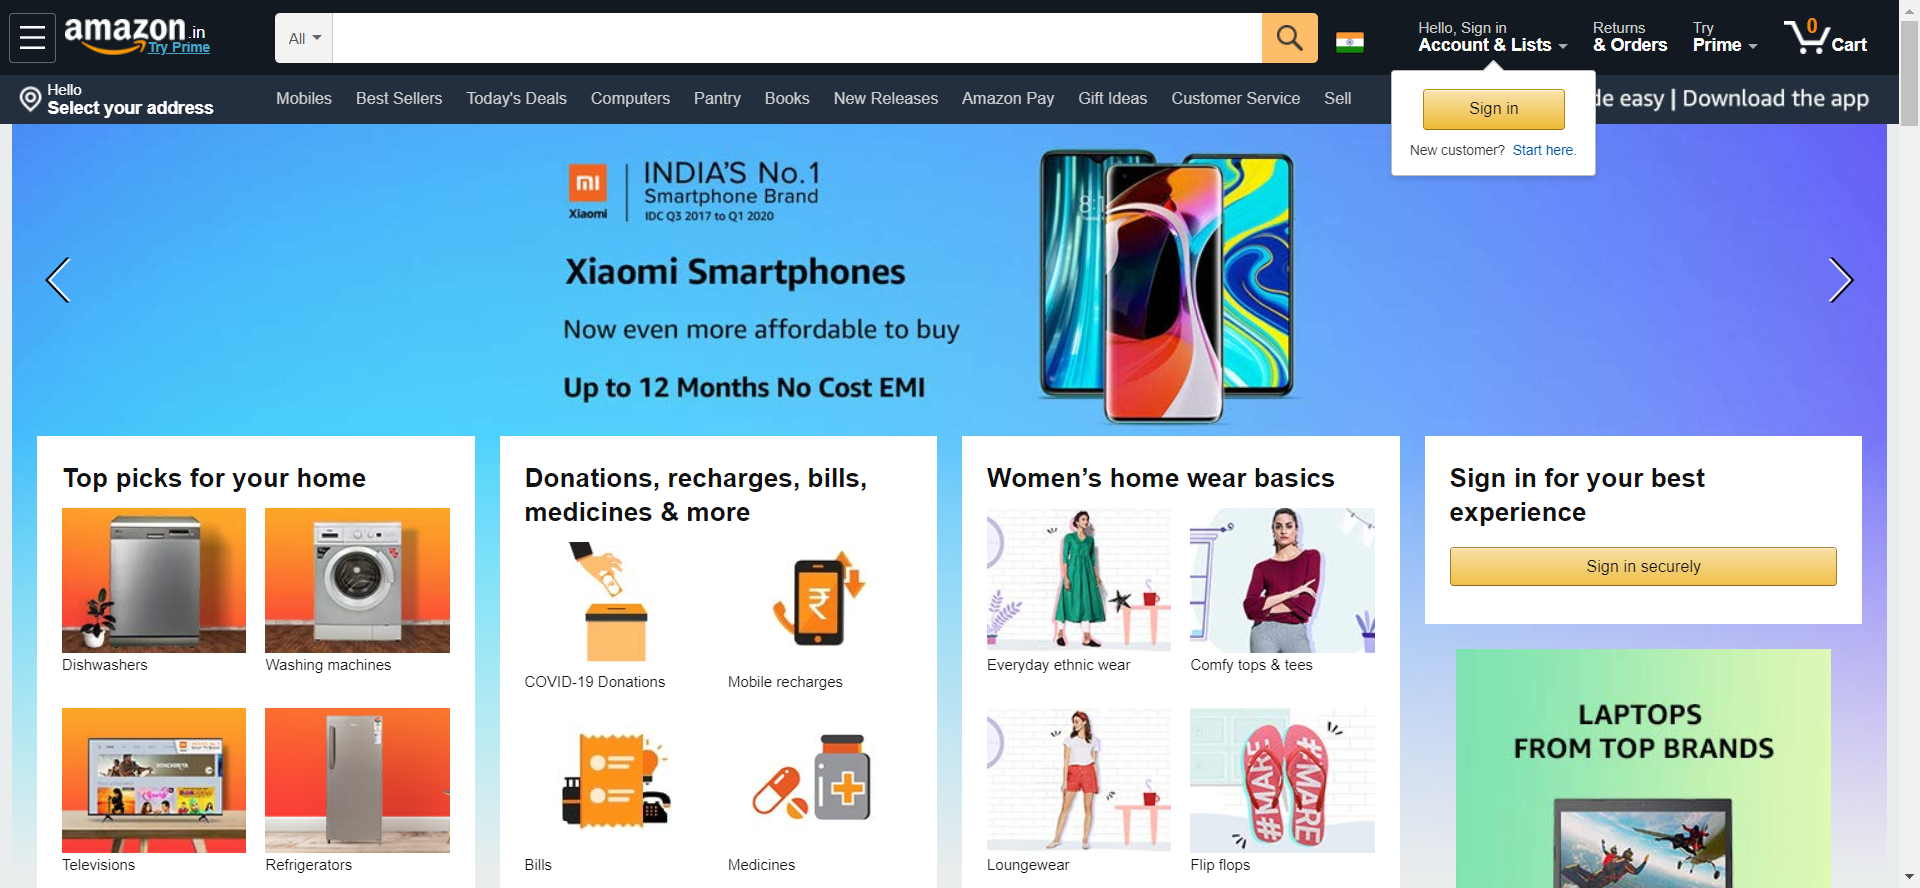 amazon.in
Try Prime
All
Hello, Sign in
Account & Lists
Returns
& Orders
Try
Prime
0
Cart
Hello
Select your address
Mobiles
Best Sellers
Today's Deals
Computers
Pantry
Books
New Releases
Amazon Pay
Gift Ideas
Customer Service
Sell
easy | Download the app
Sign in
New customer? Start here.
mi
Xiaomi
INDIA'S No.1
Smartphone Brand
IDC Q3 2017 to Q1 2020
Xiaomi Smartphones
Now even more affordable to buy
Up to 12 Months No Cost EMI
Top picks for your home
Dishwashers
Washing machines
Televisions
Refrigerators
Donations, recharges, bills,
medicines & more
COVID-19 Donations
Mobile recharges
Bills
Medicines
Women’s home wear basics
Everyday ethnic wear
Comfy tops & tees
Loungewear
#MARE
#MARE
Flip flops
Sign in for your best
experience
Sign in securely
LAPTOPS
FROM TOP BRANDS